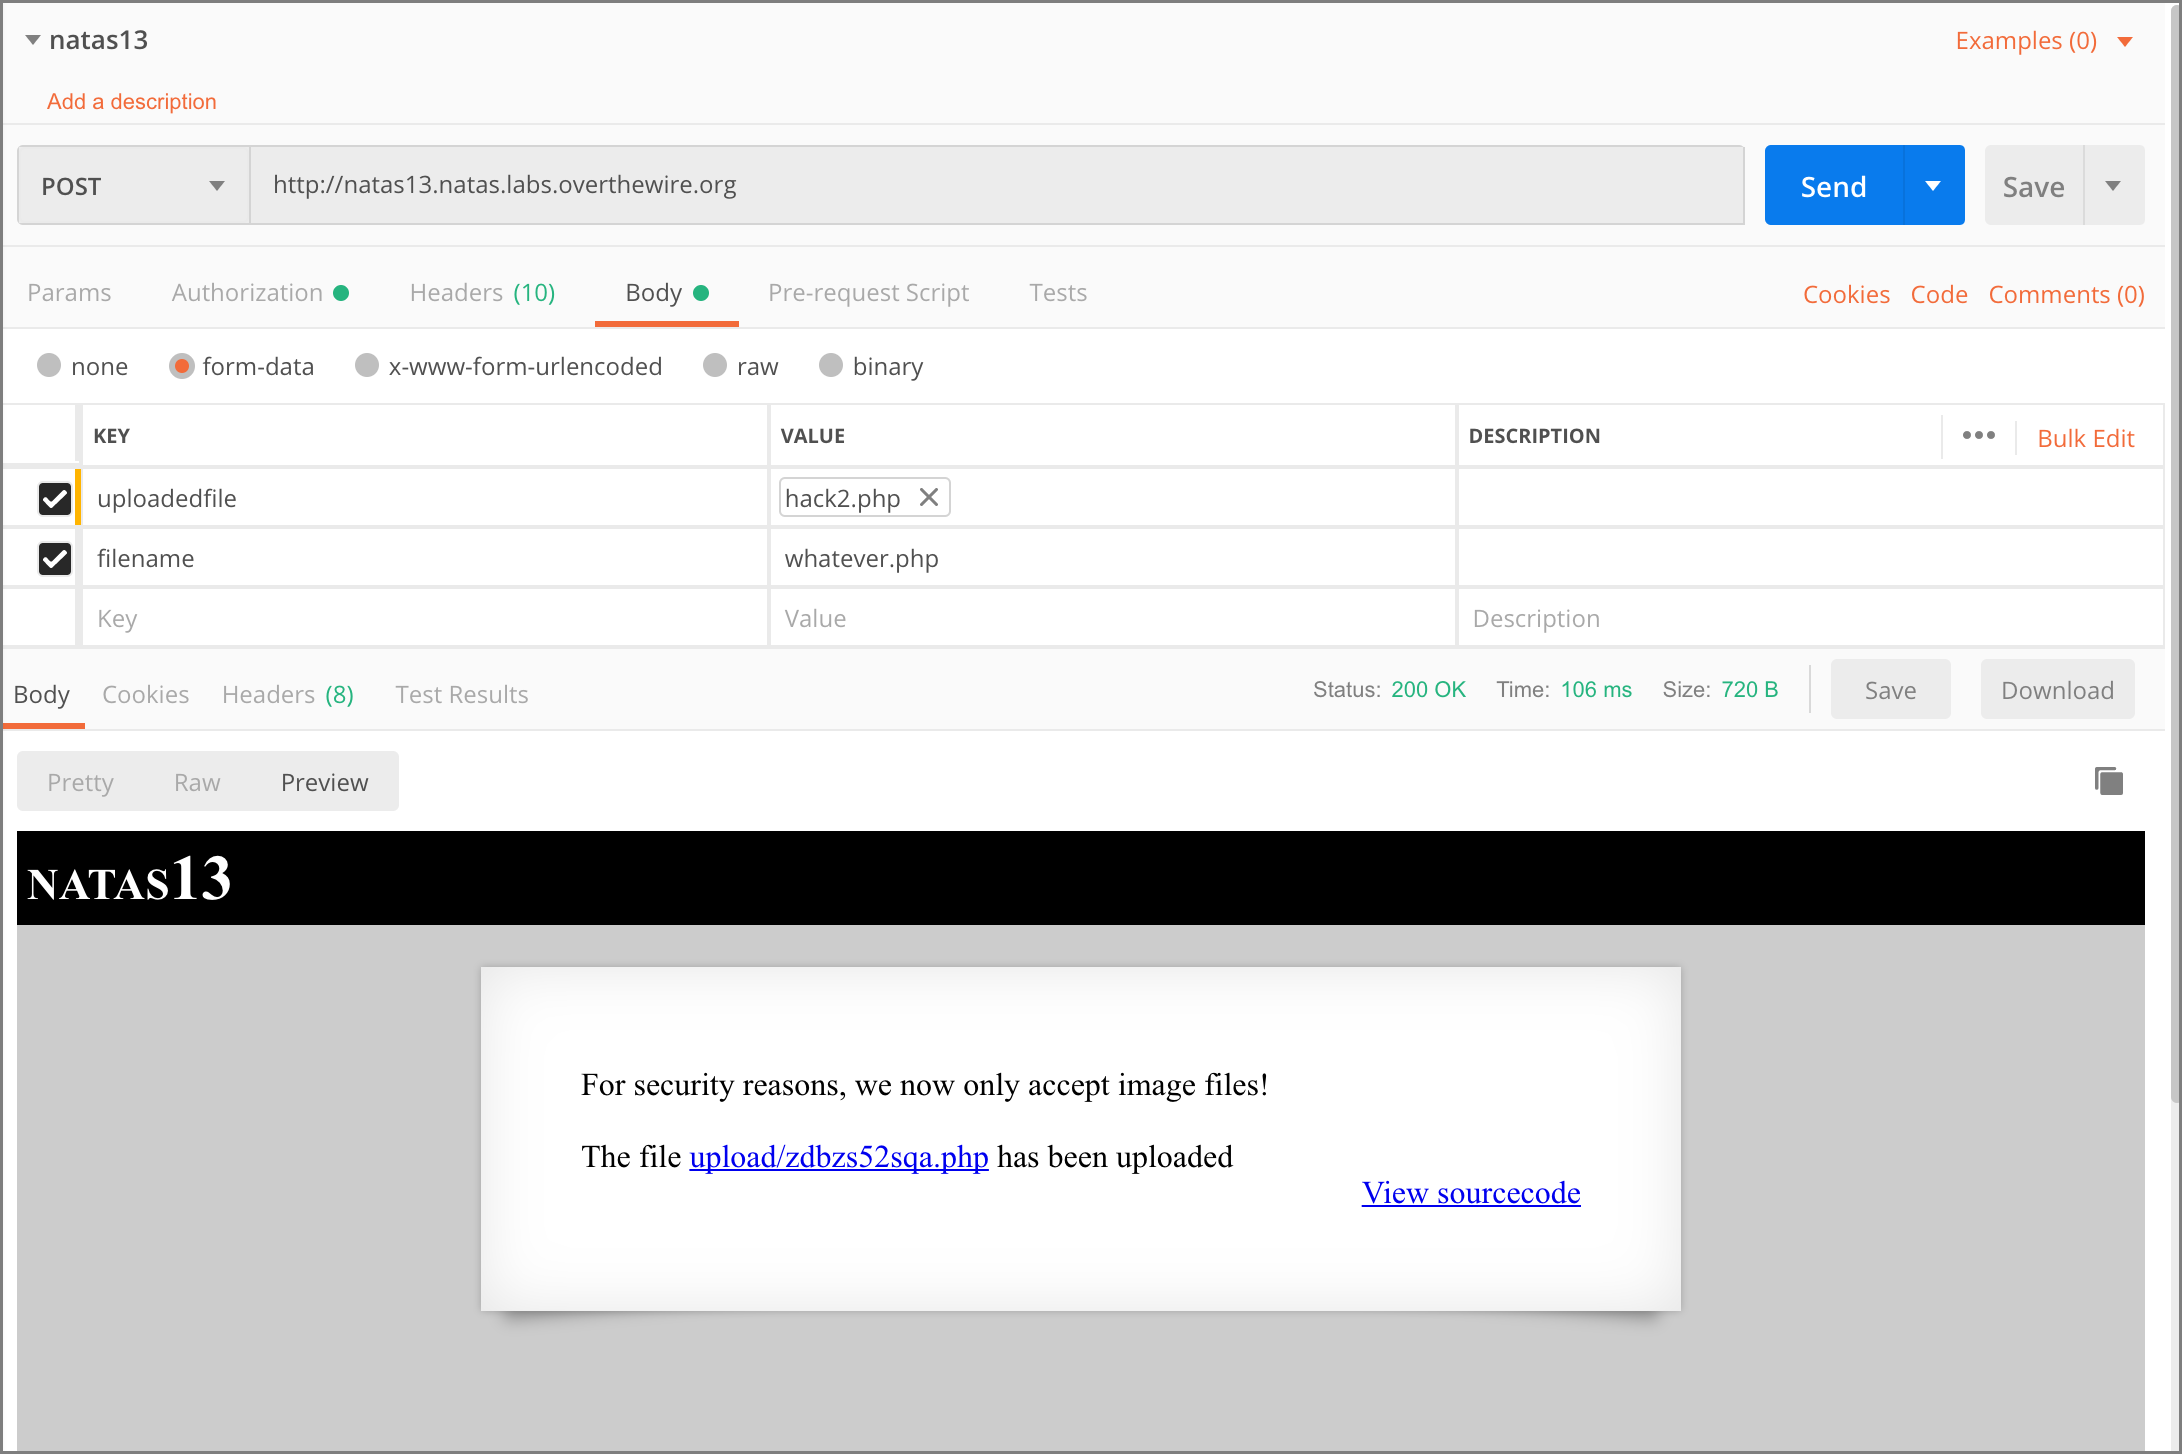 natas13
Examples (0)
Add a description
POST http://natas13.natas.labs.overthewire.org Send Save
Params Authorization Headers (10) Body Pre-request Script Tests Cookies Code Comments (0)
none form-data x-www-form-urlencoded raw binary
KEY VALUE DESCRIPTION ••• Bulk Edit
uploadedfile hack2.php
filename whatever.php
Key Value Description
Body Cookies Headers (8) Test Results Status: 200 OK Time: 106 ms Size: 720 B Save Download
Pretty Raw Preview
NATAS13
For security reasons, we now only accept image files!
The file upload/zdbzs52sqa.php has been uploaded
View sourcecode